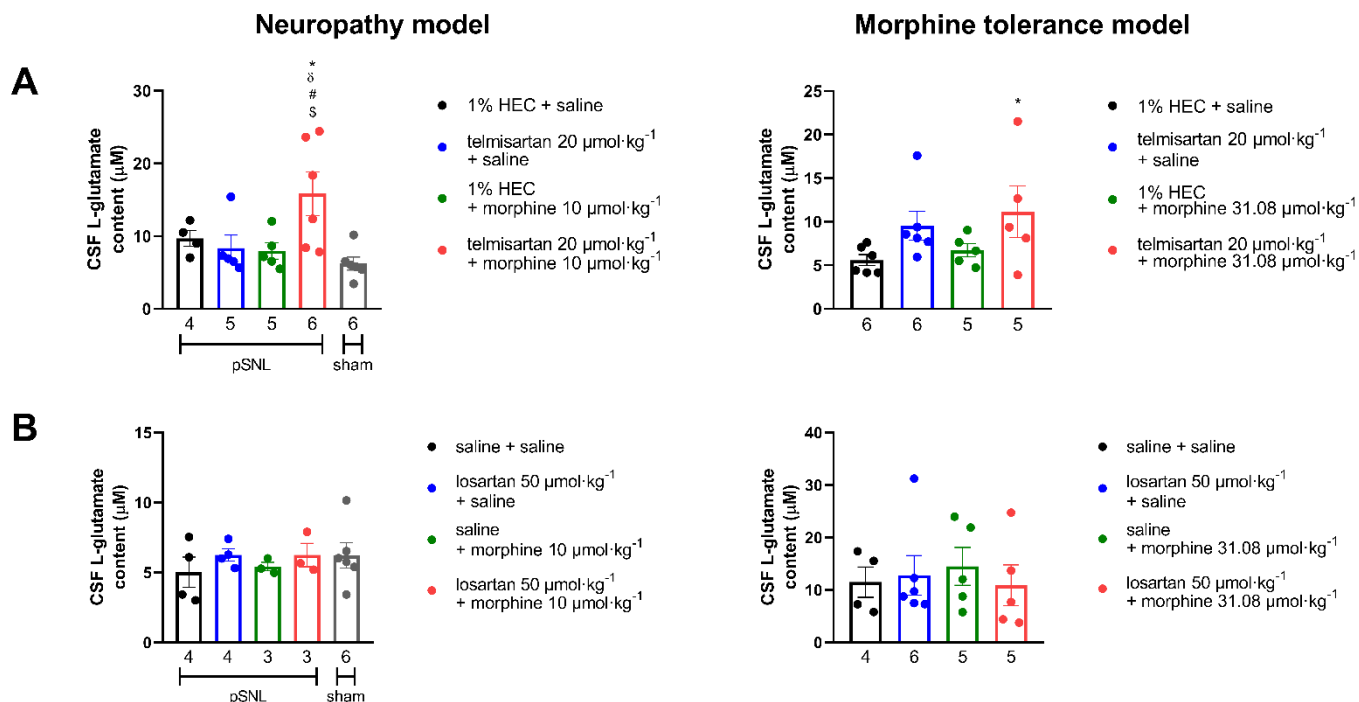 Neuropathy model
Morphine tolerance model
A
CSF L-glutamate
content (μM)
30
20
10
0
*
δ
#
$
4 5 5 6 6
pSNL sham
1% HEC + saline
telmisartan 20 μmol·kg⁻¹
+ saline
1% HEC
+ morphine 10 μmol·kg⁻¹
telmisartan 20 μmol·kg⁻¹
+ morphine 10 μmol·kg⁻¹
CSF L-glutamate
content (μM)
25
20
15
10
5
0
*
6 6 5 5
1% HEC + saline
telmisartan 20 μmol·kg⁻¹
+ saline
1% HEC
+ morphine 31.08 μmol·kg⁻¹
telmisartan 20 μmol·kg⁻¹
+ morphine 31.08 μmol·kg⁻¹
B
CSF L-glutamate
content (μM)
15
10
5
0
4 4 3 3 6
pSNL sham
saline + saline
losartan 50 μmol·kg⁻¹
+ saline
saline
+ morphine 10 μmol·kg⁻¹
losartan 50 μmol·kg⁻¹
+ morphine 10 μmol·kg⁻¹
CSF L-glutamate
content (μM)
40
30
20
10
0
4 6 5 5
saline + saline
losartan 50 μmol·kg⁻¹
+ saline
saline
+ morphine 31.08 μmol·kg⁻¹
losartan 50 μmol·kg⁻¹
+ morphine 31.08 μmol·kg⁻¹